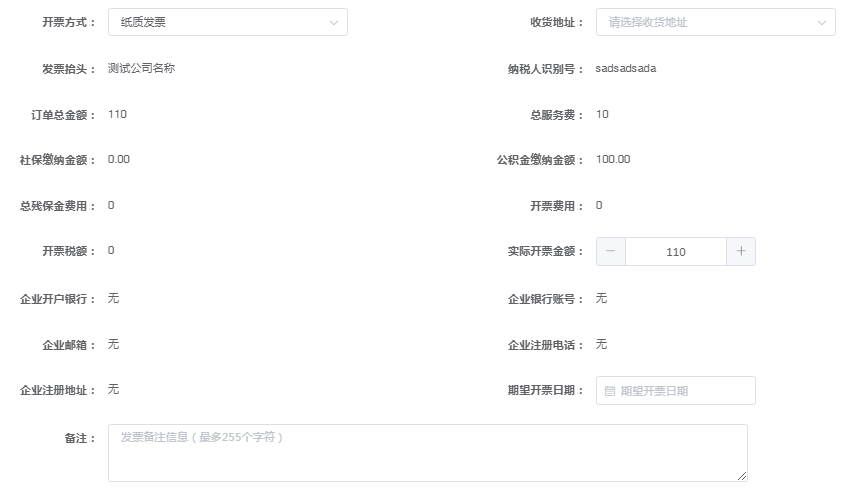 开票方式： 纸质发票 收货地址： 请选择收货地址
发票抬头： 测试公司名称 纳税人识别号： sadsadsada
订单总金额： 110 总服务费： 10
社保缴纳金额： 0.00 公积金缴纳金额： 100.00
总残保金费用： 0 开票费用： 0
开票税额： 0 实际开票金额： － 110 ＋
企业开户银行： 无 企业银行账号： 无
企业邮箱： 无 企业注册电话： 无
企业注册地址： 无 期望开票日期： 期望开票日期
备注： 发票备注信息（最多255个字符）